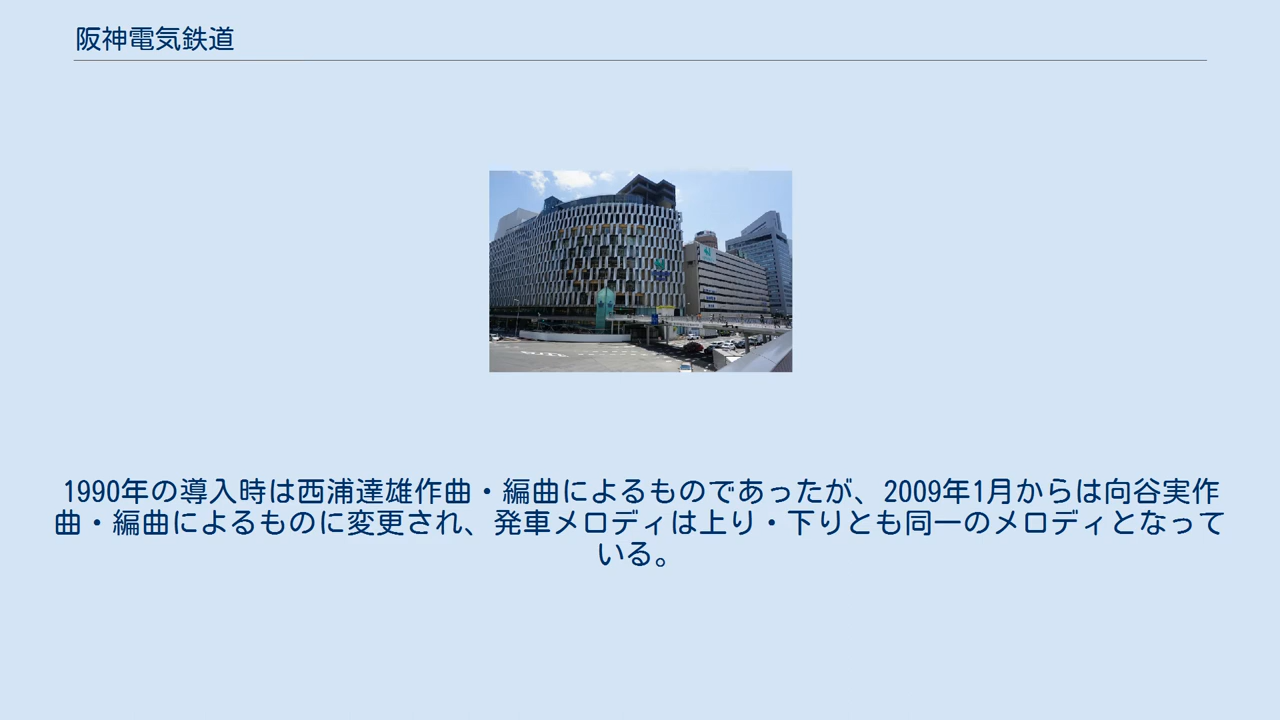 阪神電気鉄道
1990年の導入時は西浦達雄作曲・編曲によるものであったが、2009年1月からは向谷実作
曲・編曲によるものに変更され、発車メロディは上り・下りとも同一のメロディとなって
いる。